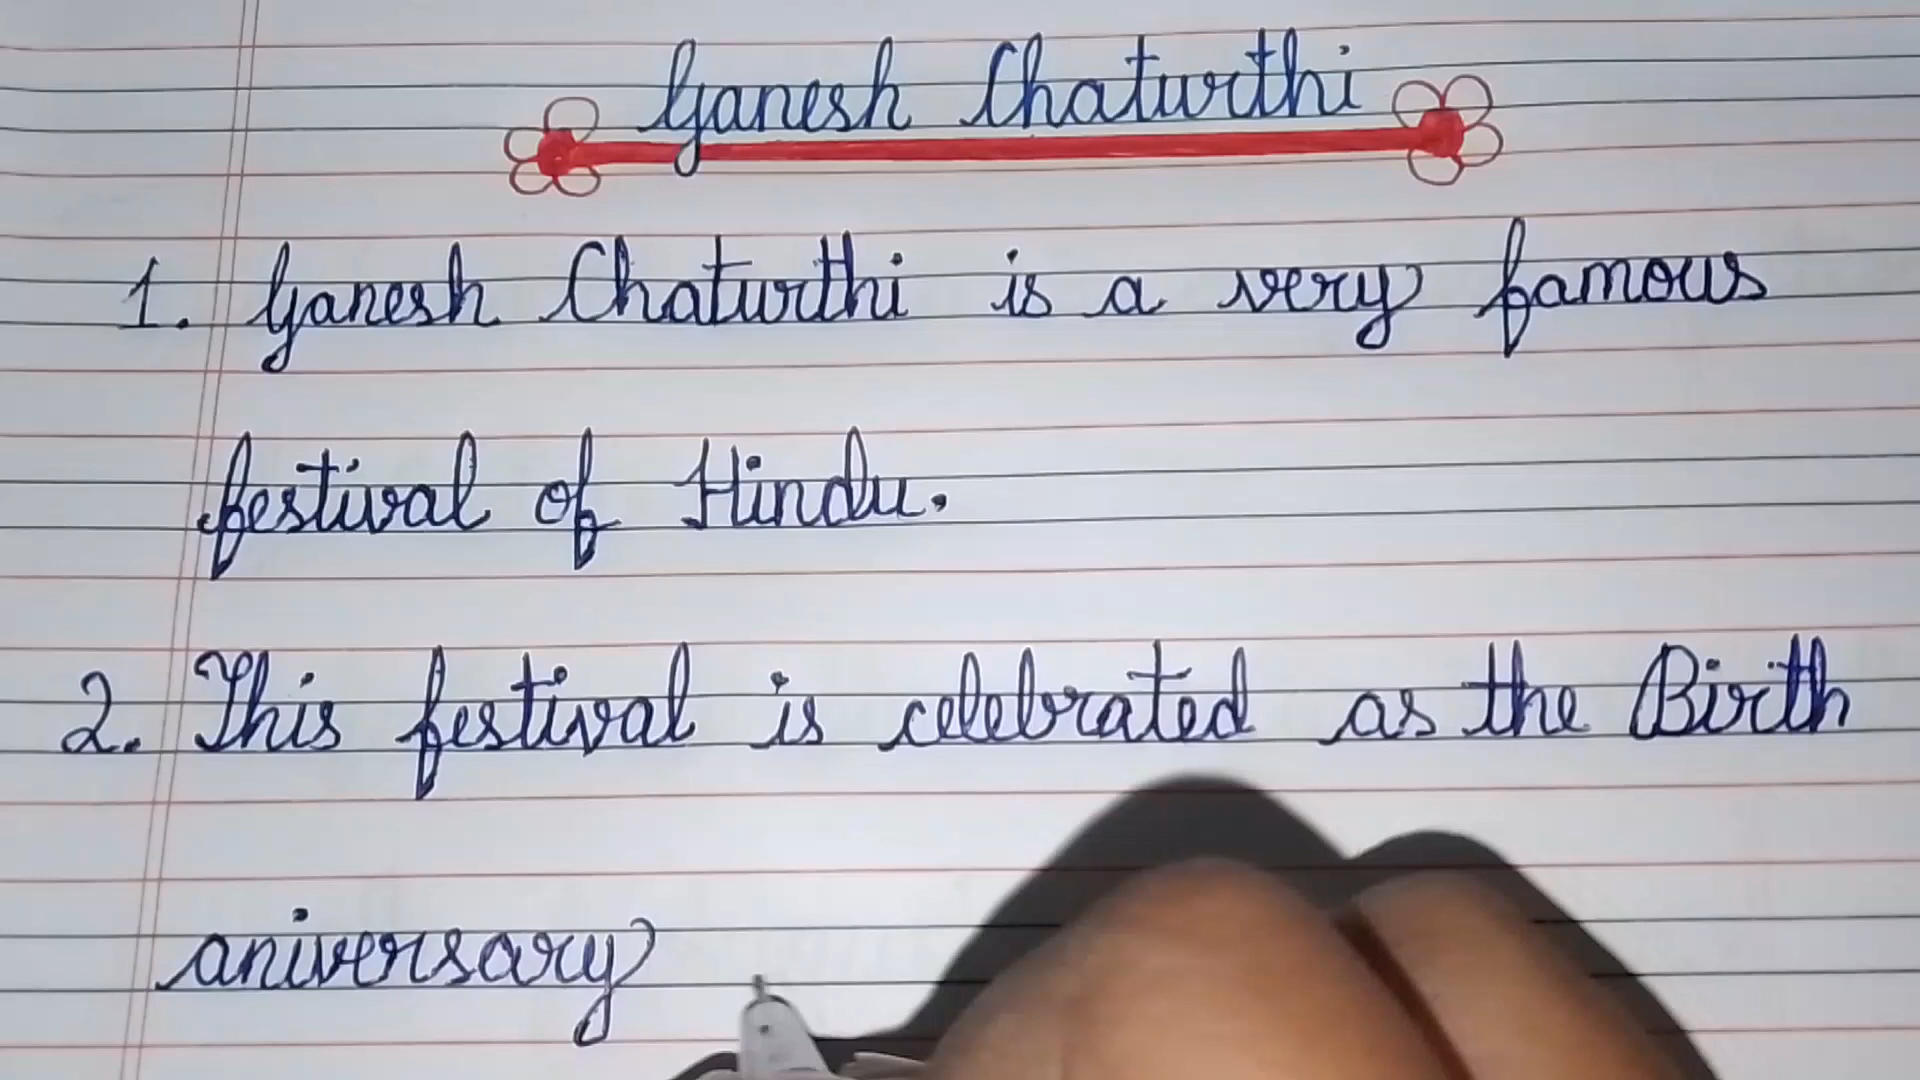 Ganesh Chaturthi
1. Ganesh Chaturthi is a very famous
festival of Hindu.
2. This festival is celebrated as the Birth
aniversary